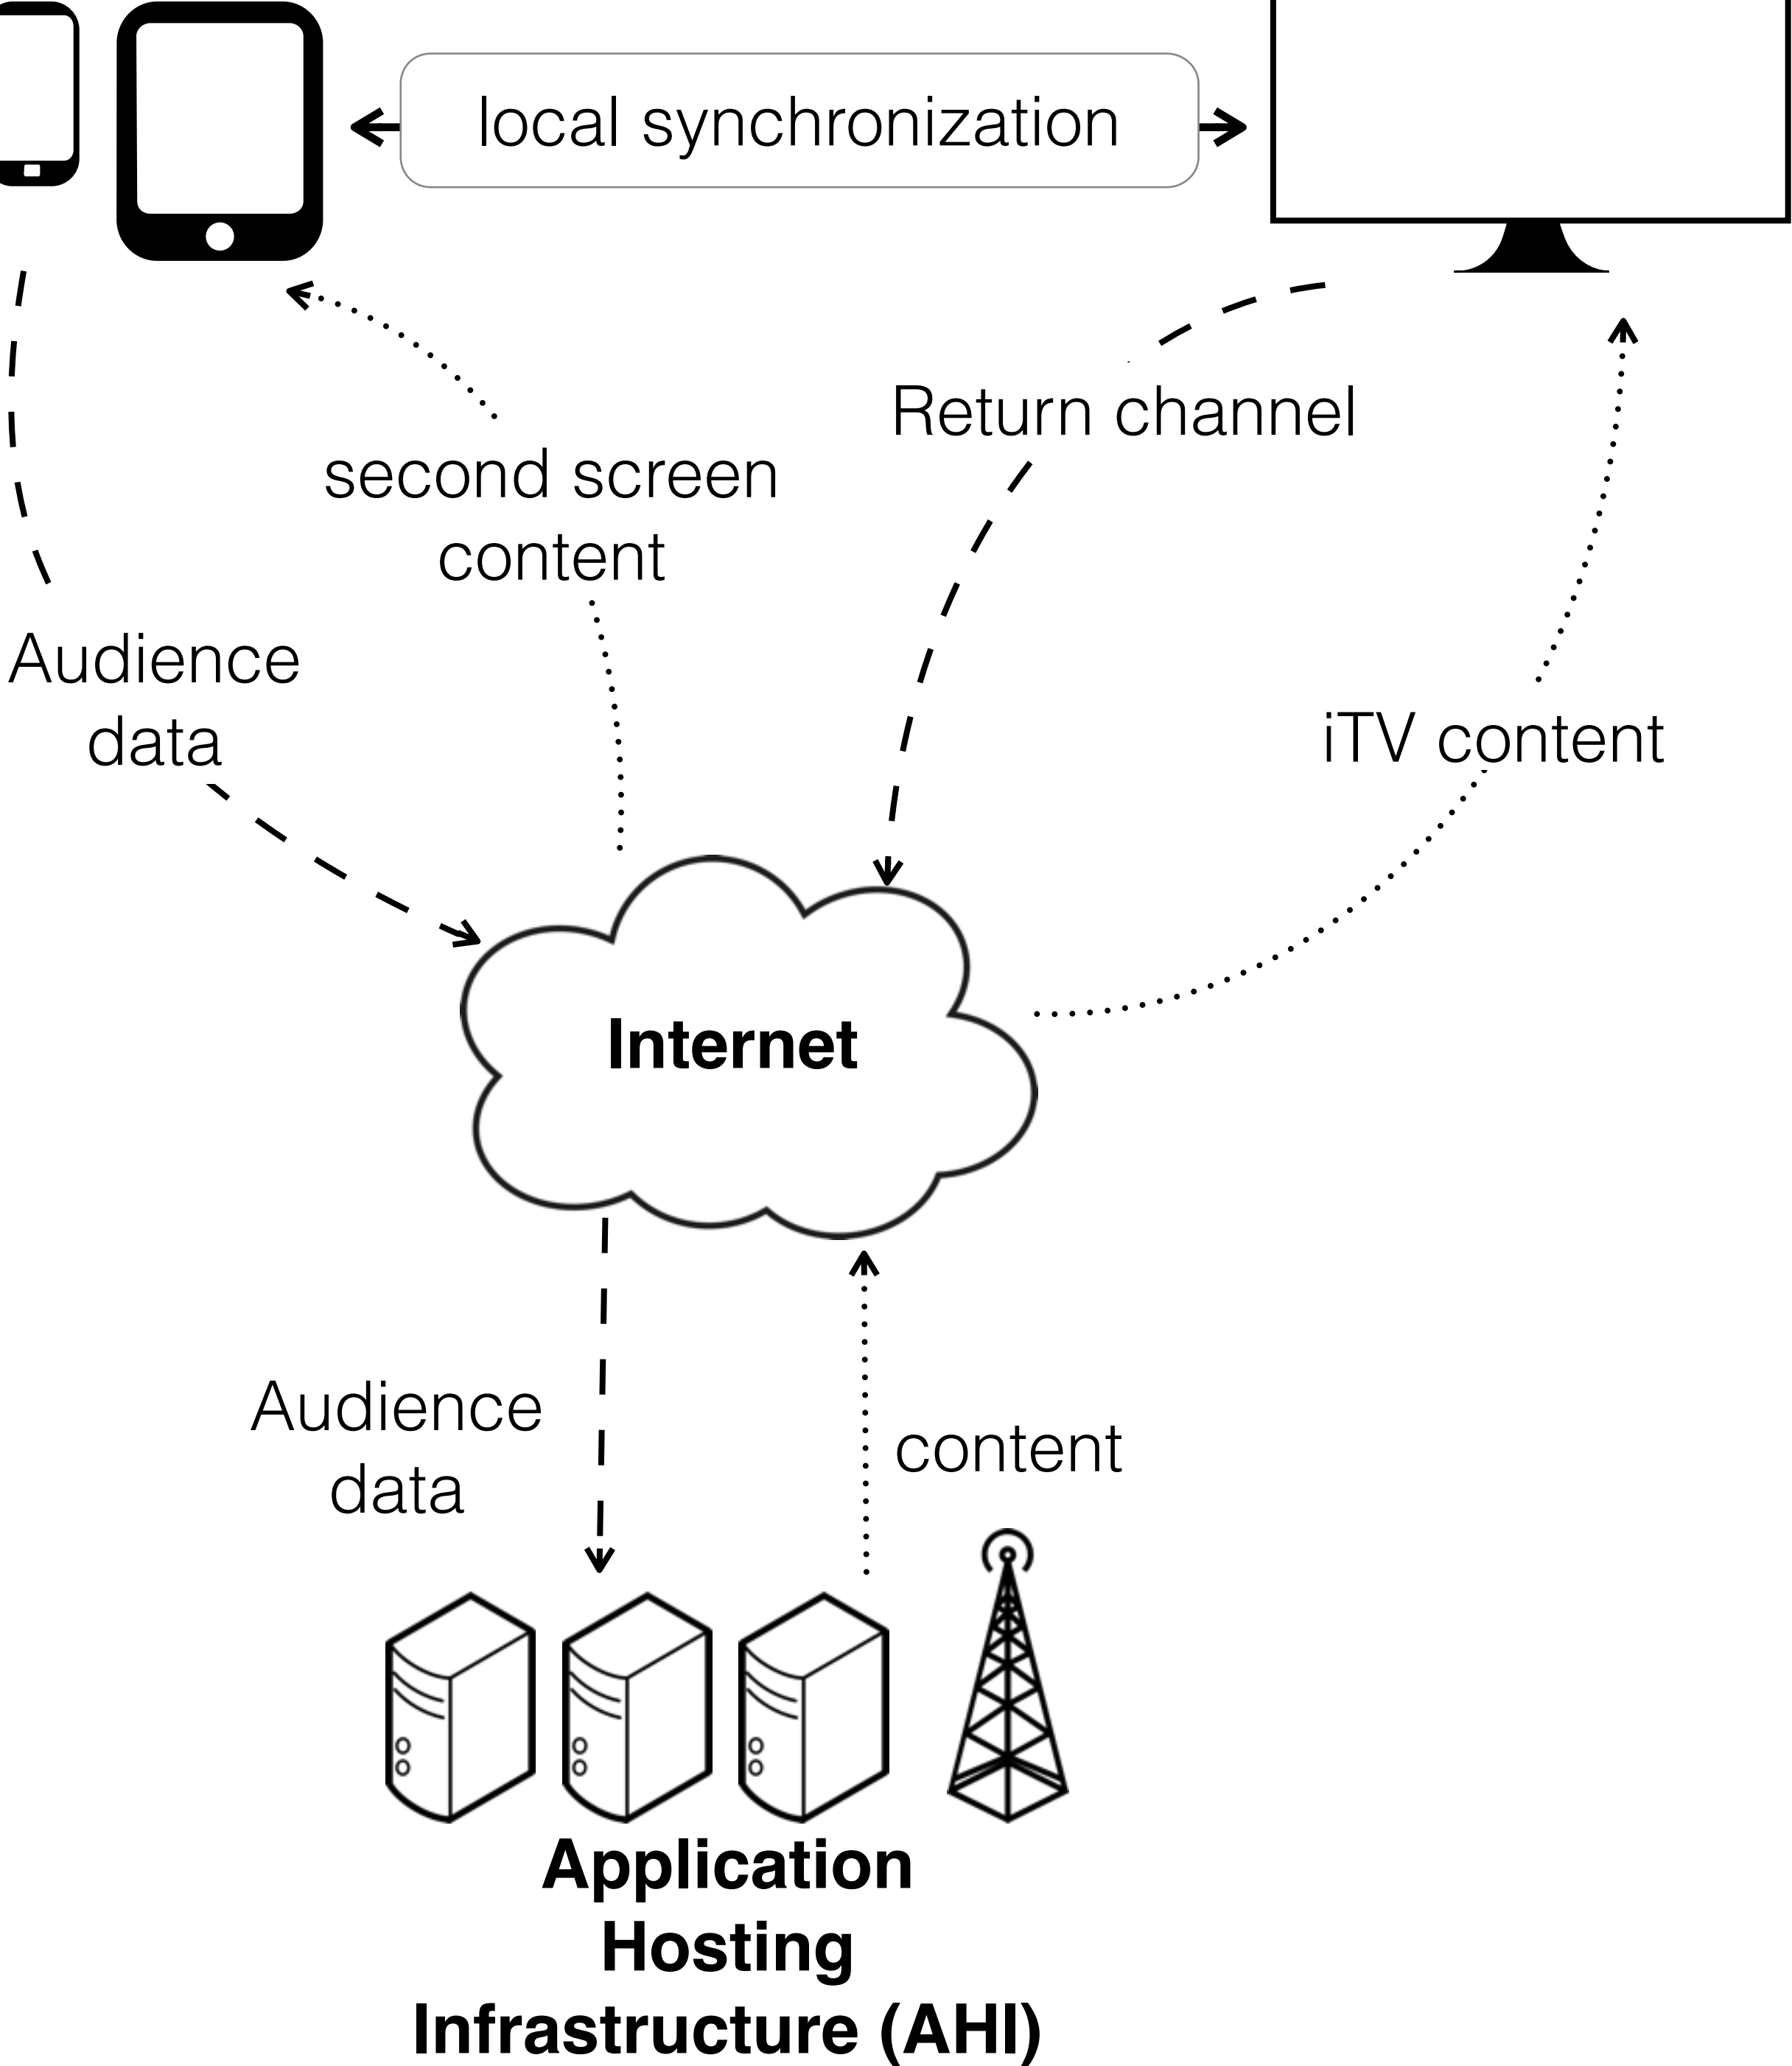 local synchronization
Return channel
second screen
content
Audience
data
iTV content
Internet
Audience
data
content
Application
Hosting
Infrastructure (AHI)